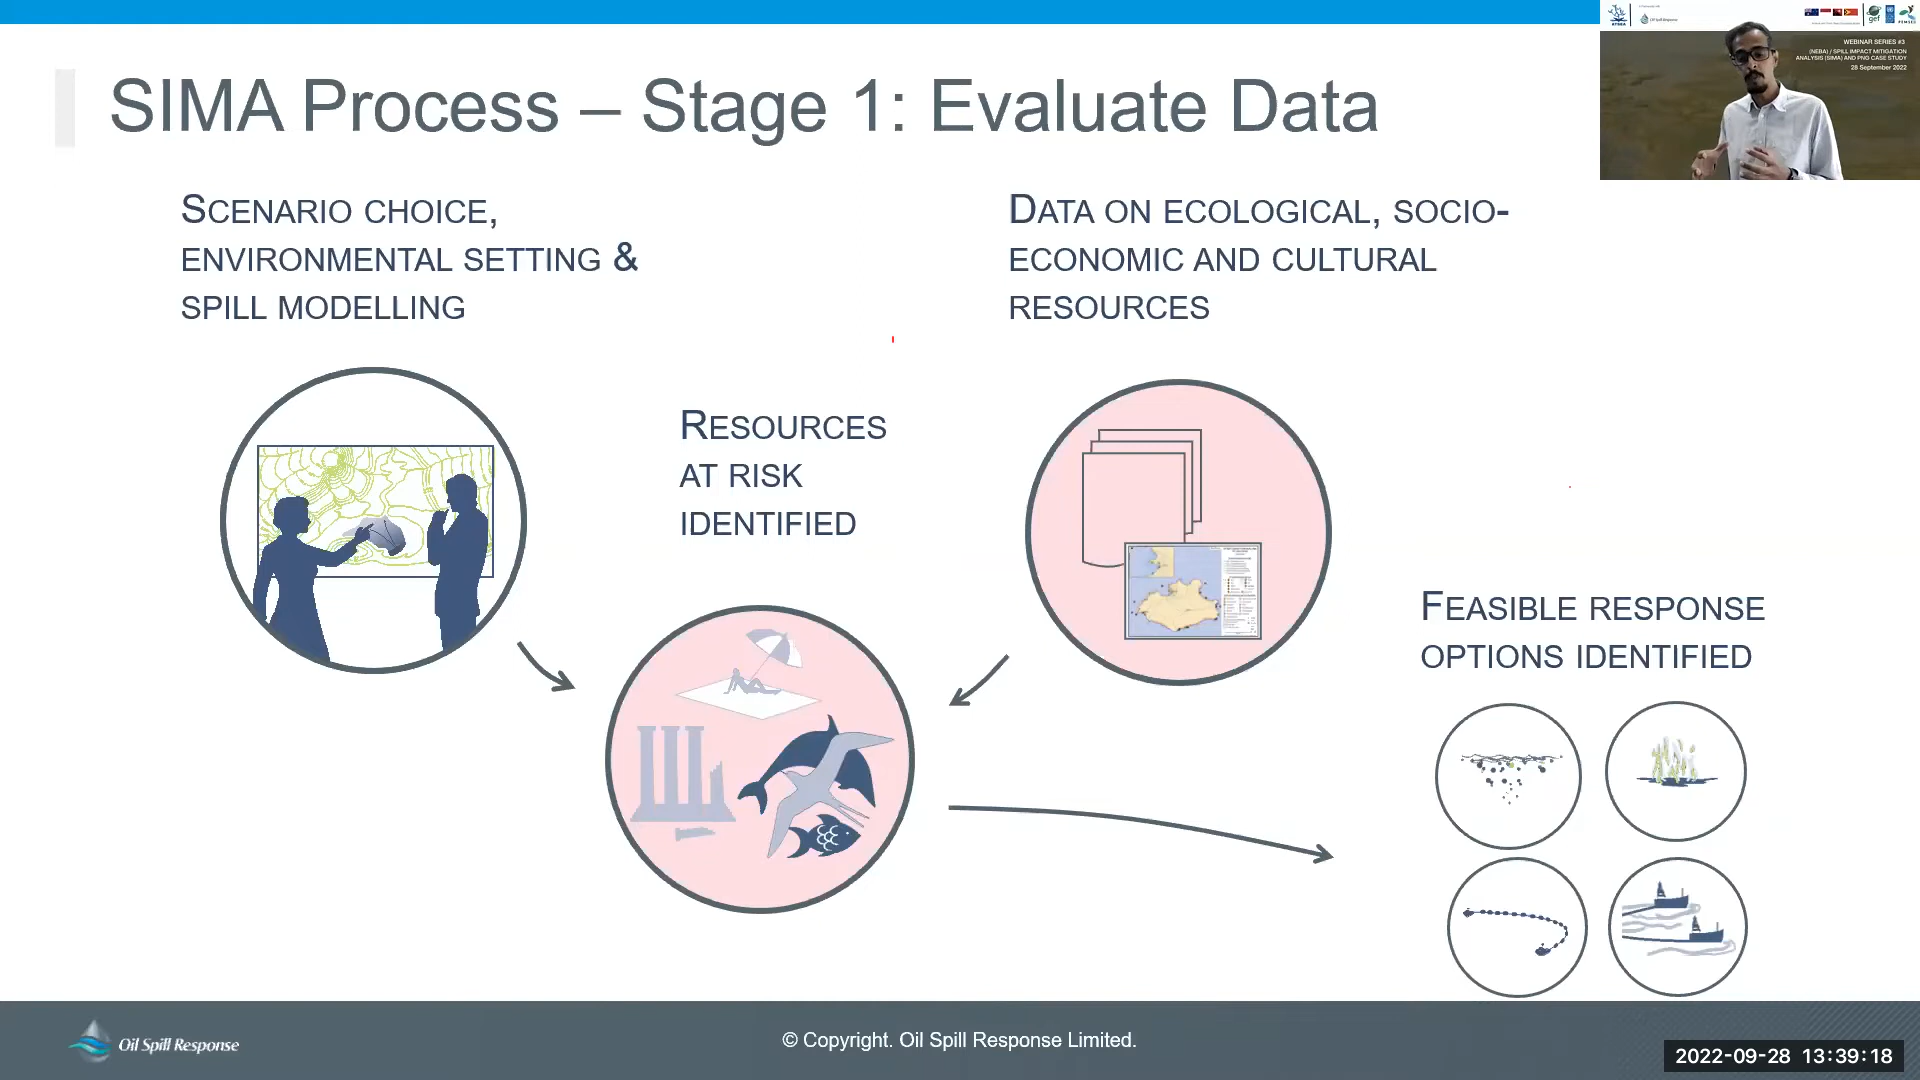 SIMA Process – Stage 1: Evaluate Data
WEBINAR SERIES #3
(NEBA) / SPILL IMPACT MITIGATION
ANALYSIS (SIMA) AND PNG CASE STUDY
28 September 2022
SCENARIO CHOICE,
ENVIRONMENTAL SETTING &
SPILL MODELLING
DATA ON ECOLOGICAL, SOCIO-
ECONOMIC AND CULTURAL
RESOURCES
RESOURCES
AT RISK
IDENTIFIED
FEASIBLE RESPONSE
OPTIONS IDENTIFIED
Oil Spill Response
© Copyright. Oil Spill Response Limited.
2022-09-28 13:39:18